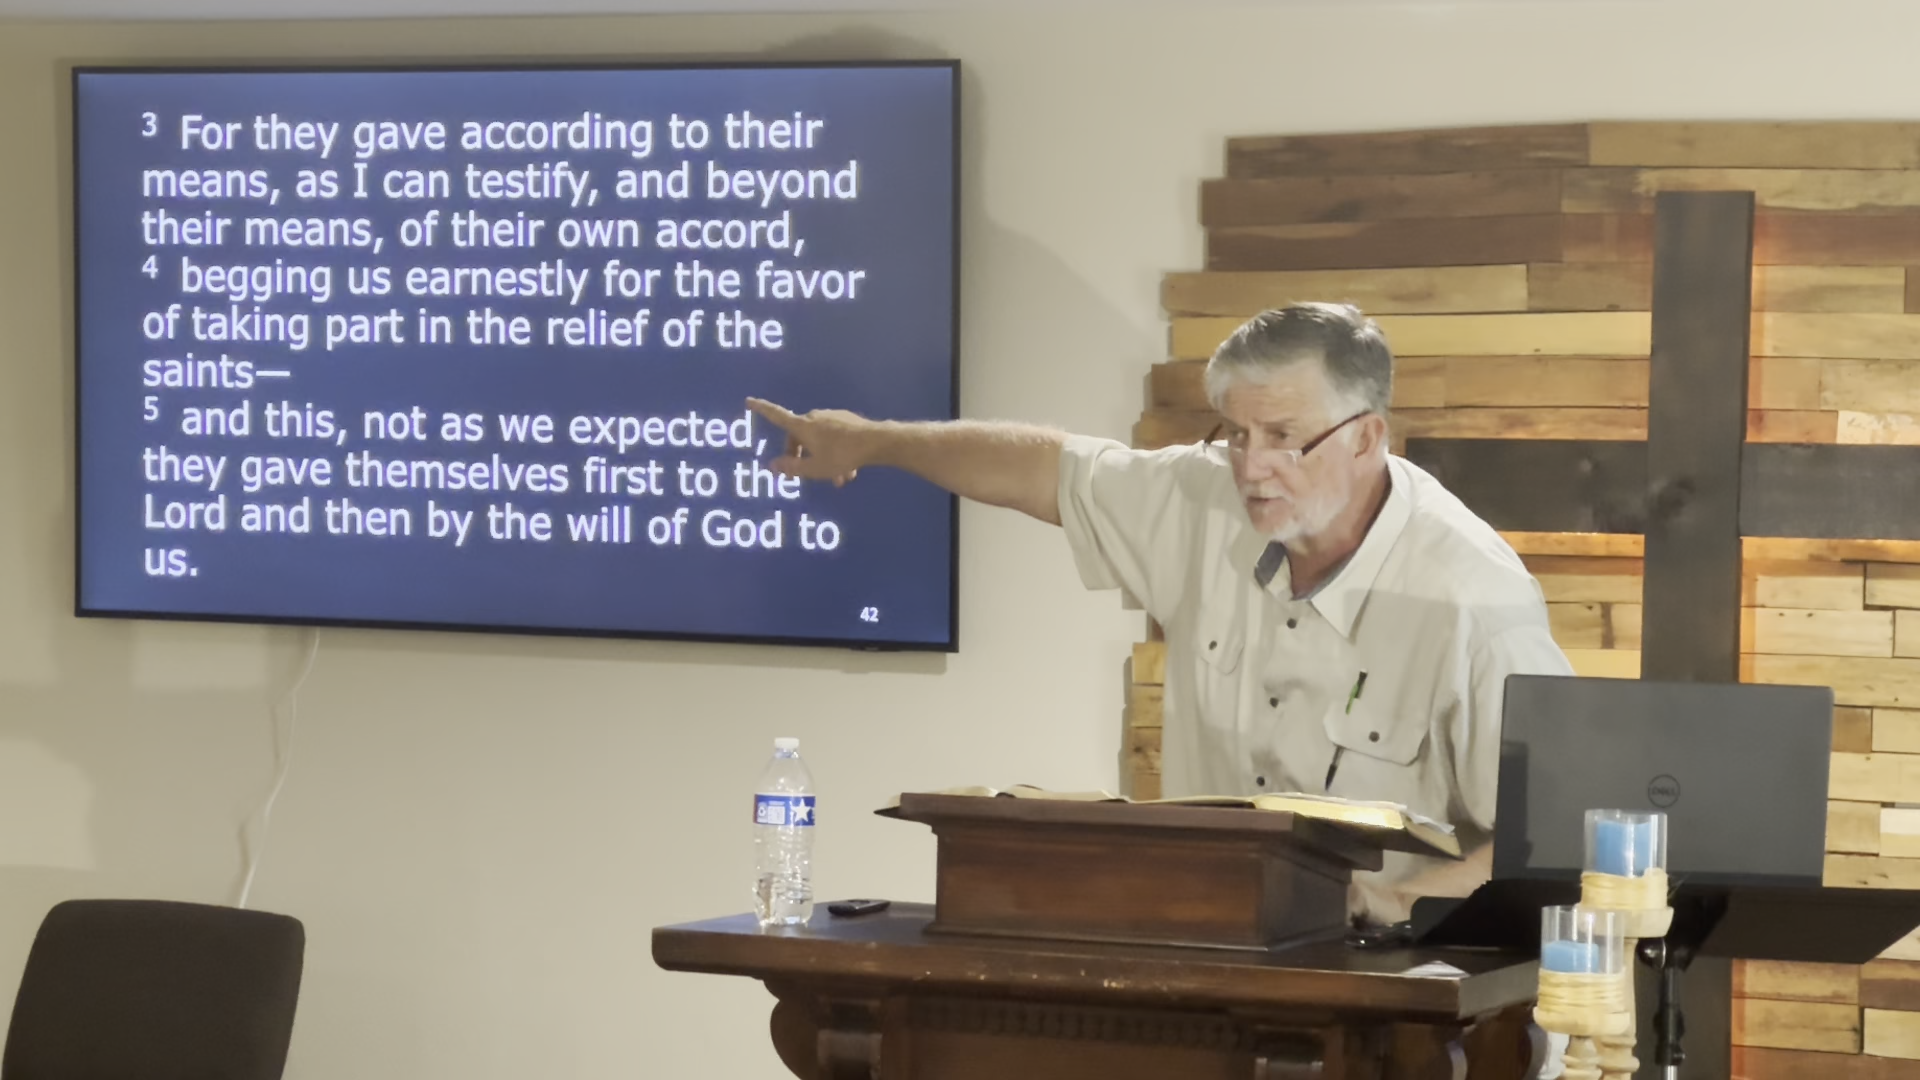 3 For they gave according to their
means, as I can testify, and beyond
their means, of their own accord,
4 begging us earnestly for the favor
of taking part in the relief of the
saints—
5 and this, not as we expected,
they gave themselves first to the
Lord and then by the will of God to
us.
42
DELL